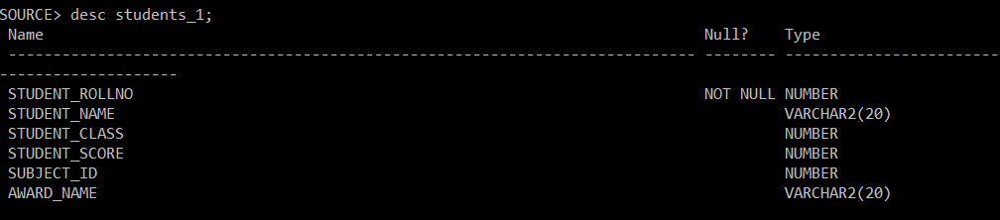 SOURCE> desc students_1;
Name Null? Type
----------------------------------------------------------------------------- -------- ------------------------
--------------------
STUDENT_ROLLNO NOT NULL NUMBER
STUDENT_NAME VARCHAR2(20)
STUDENT_CLASS NUMBER
STUDENT_SCORE NUMBER
SUBJECT_ID NUMBER
AWARD_NAME VARCHAR2(20)